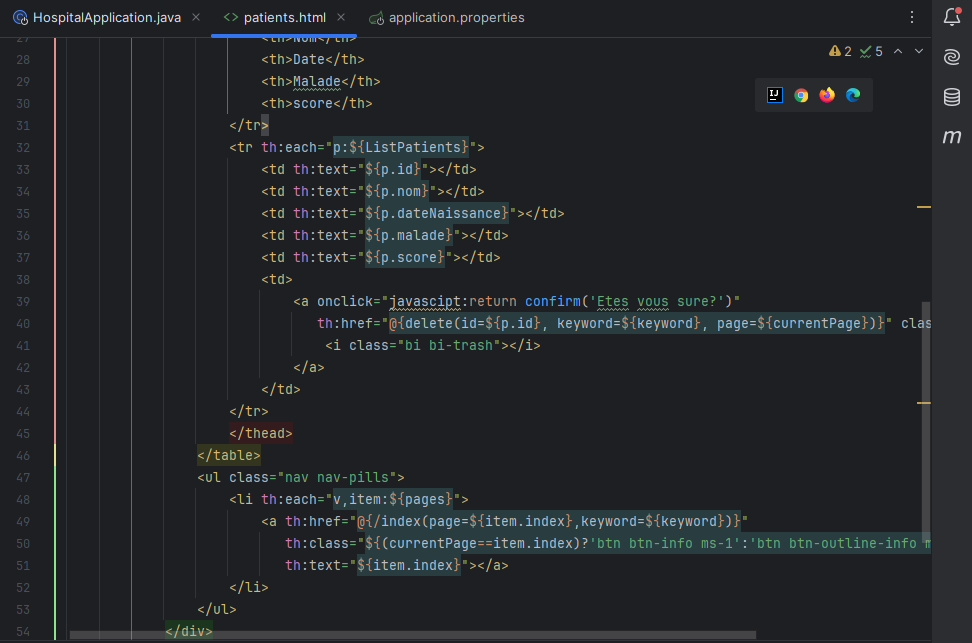 HospitalApplication.java × patients.html × application.properties
27 <th>Nom</th>
28 <th>Date</th> 2 5
29 <th>Malade</th>
30 <th>score</th>
31 </tr>
32 <tr th:each="p:${ListPatients}">
33 <td th:text="${p.id}"></td>
34 <td th:text="${p.nom}"></td>
35 <td th:text="${p.dateNaissance}"></td>
36 <td th:text="${p.malade}"></td>
37 <td th:text="${p.score}"></td>
38 <td>
39 <a onclick="javascipt:return confirm('Etes vous sure?')"
40 th:href="@{delete(id=${p.id}, keyword=${keyword}, page=${currentPage})}" clas
41 <i class="bi bi-trash"></i>
42 </a>
43 </td>
44 </tr>
45 </thead>
46 </table>
47 <ul class="nav nav-pills">
48 <li th:each="v,item:${pages}">
49 <a th:href="@{/index(page=${item.index},keyword=${keyword})}"
50 th:class="${(currentPage==item.index)?'btn btn-info ms-1':'btn btn-outline-info m
51 th:text="${item.index}"></a>
52 </li>
53 </ul>
54 </div>
IJ
m